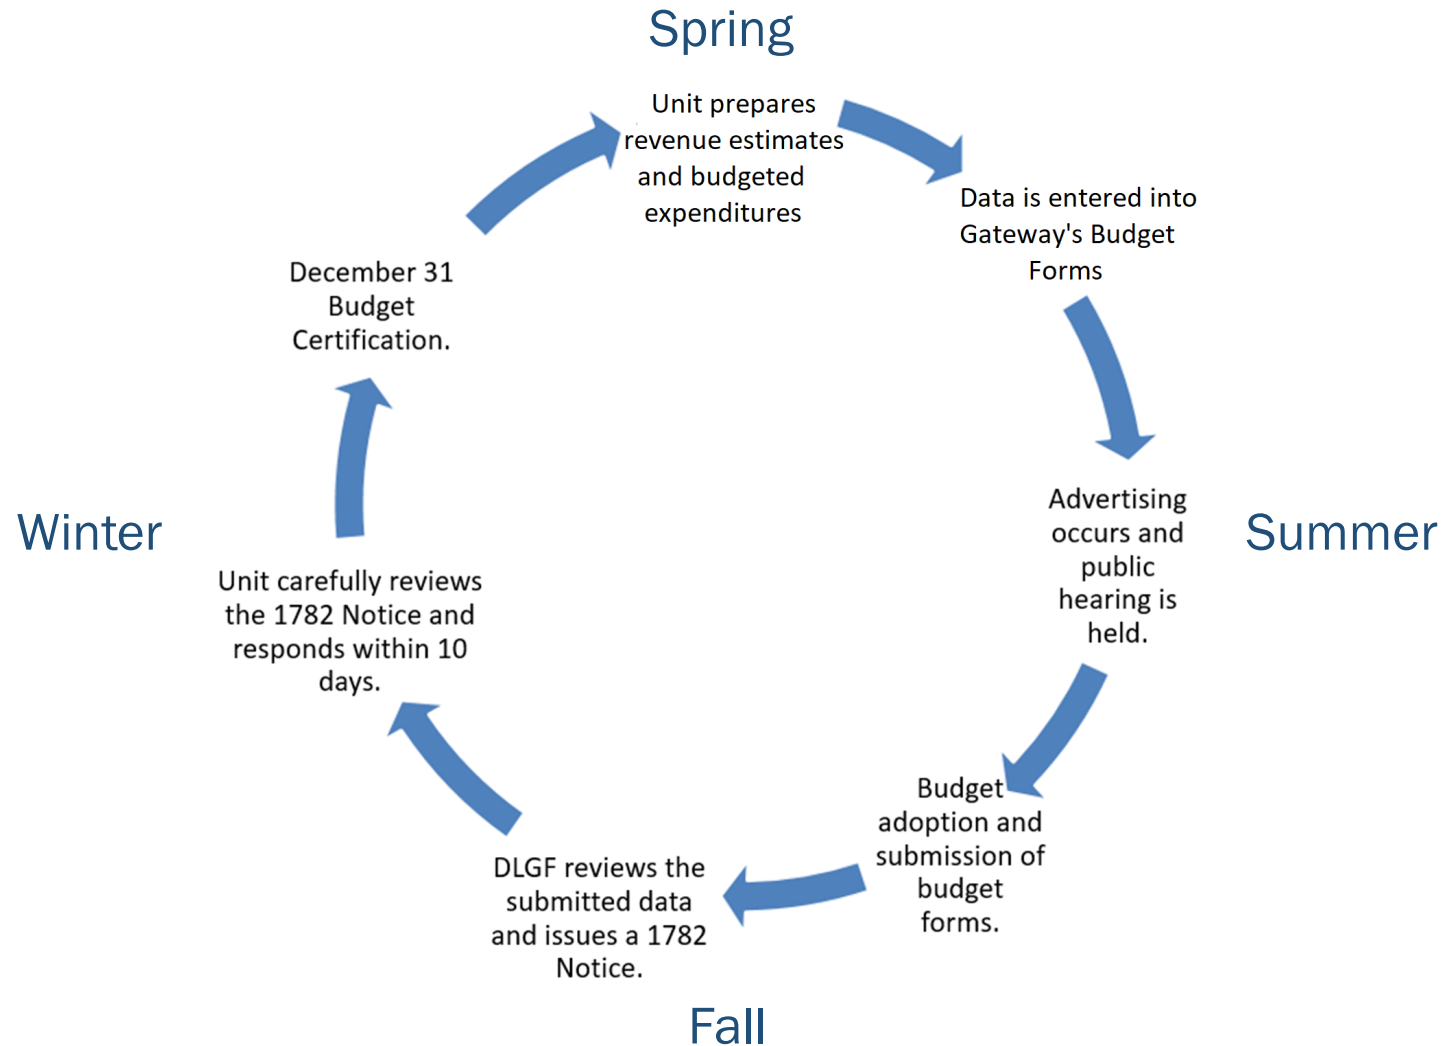 Spring
Unit prepares
revenue estimates
and budgeted
expenditures
Data is entered into
Gateway's Budget
Forms
Summer
Advertising
occurs and
public
hearing is
held.
Budget
adoption and
submission of
budget
forms.
Fall
DLGF reviews the
submitted data
and issues a 1782
Notice.
Winter
Unit carefully reviews
the 1782 Notice and
responds within 10
days.
December 31
Budget
Certification.